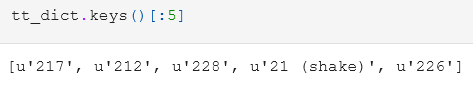 tt_dict.keys()[:5]
[u'217', u'212', u'228', u'21 (shake)', u'226']